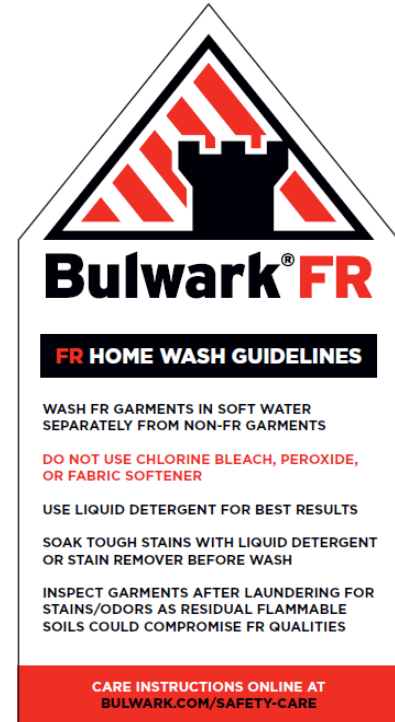 Bulwark® FR
FR HOME WASH GUIDELINES
WASH FR GARMENTS IN SOFT WATER
SEPARATELY FROM NON-FR GARMENTS
DO NOT USE CHLORINE BLEACH, PEROXIDE,
OR FABRIC SOFTENER
USE LIQUID DETERGENT FOR BEST RESULTS
SOAK TOUGH STAINS WITH LIQUID DETERGENT
OR STAIN REMOVER BEFORE WASH
INSPECT GARMENTS AFTER LAUNDERING FOR
STAINS/ODORS AS RESIDUAL FLAMMABLE
SOILS COULD COMPROMISE FR QUALITIES
CARE INSTRUCTIONS ONLINE AT
BULWARK.COM/SAFETY-CARE